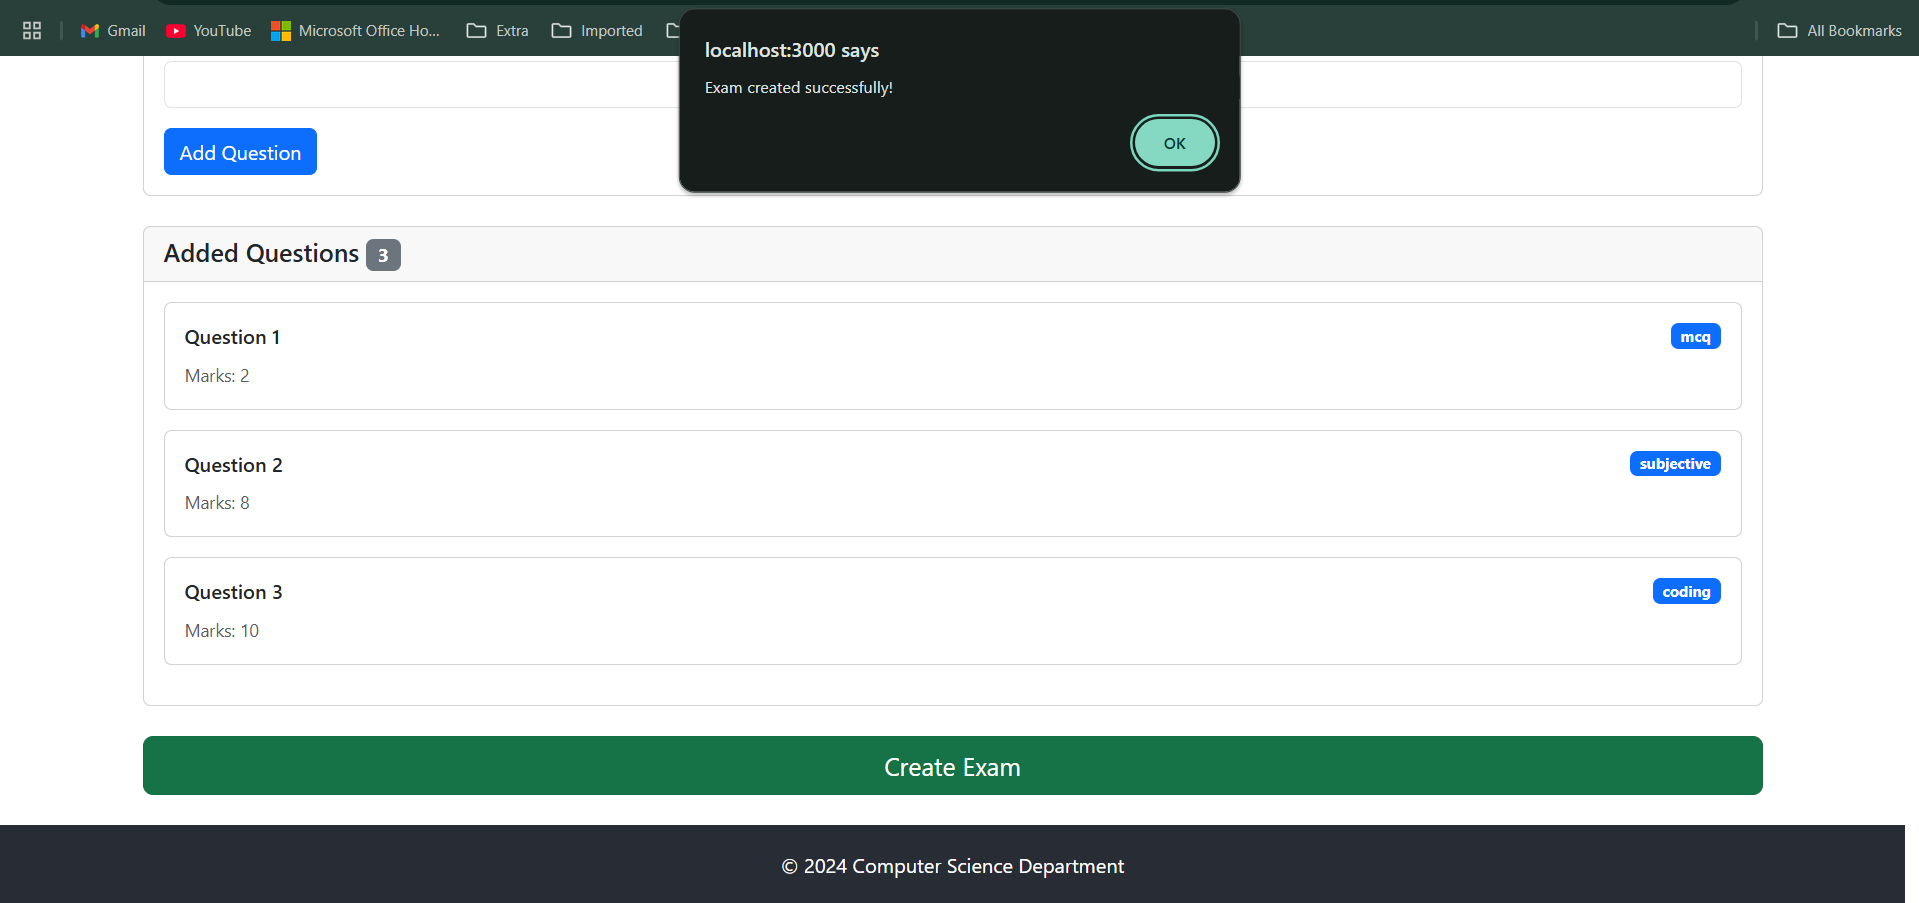 Gmail YouTube Microsoft Office Ho... Extra Imported All Bookmarks
localhost:3000 says
Exam created successfully!
OK
Add Question
Added Questions 3
Question 1 mcq
Marks: 2
Question 2 subjective
Marks: 8
Question 3 coding
Marks: 10
Create Exam
© 2024 Computer Science Department